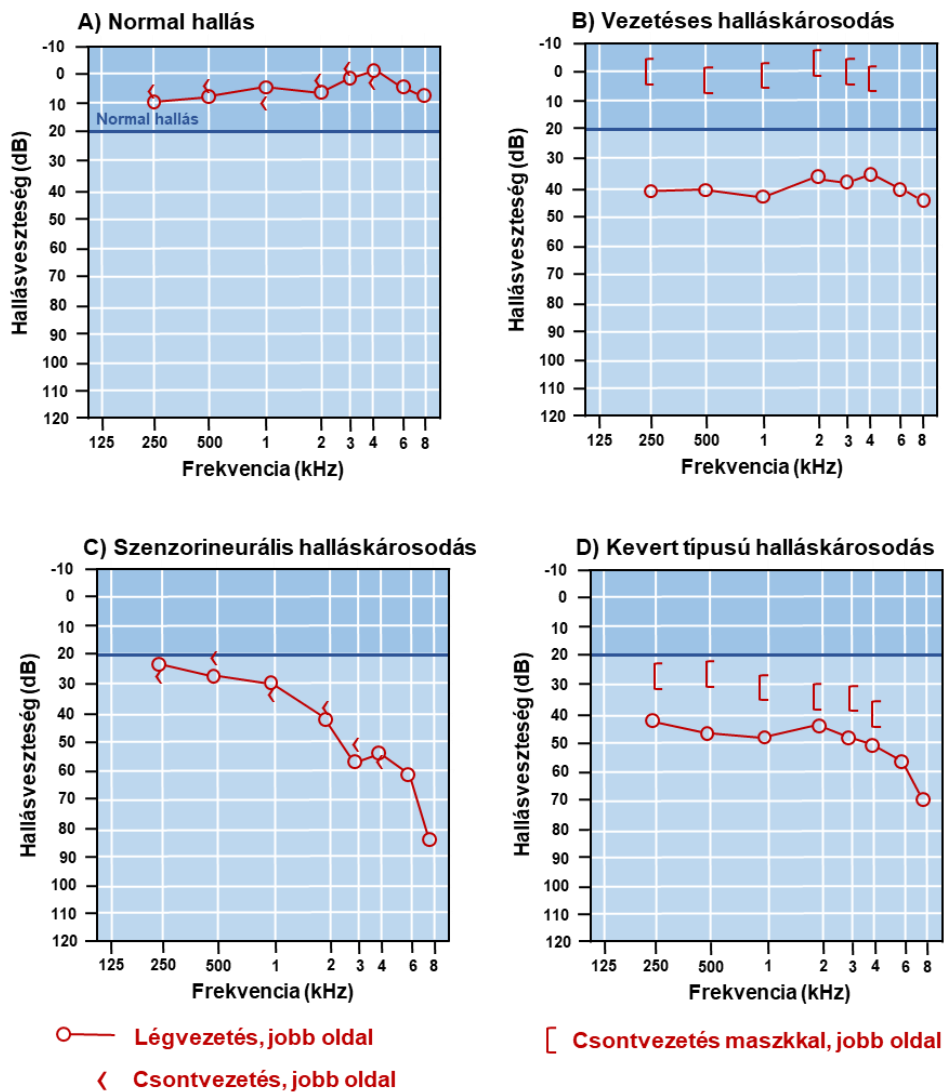 A) Normal hallás
-10
0
10
20
30
40
50
60
70
80
90
100
110
120
Normal hallás
Hallásveszteség (dB)
125 250 500 1 2 3 4 6 8
Frekvencia (kHz)
B) Vezetéses halláskárosodás
-10
0
10
20
30
40
50
60
70
80
90
100
110
120
Hallásveszteség (dB)
125 250 500 1 2 3 4 6 8
Frekvencia (kHz)
C) Szenzorineurális halláskárosodás
-10
0
10
20
30
40
50
60
70
80
90
100
110
120
Hallásveszteség (dB)
125 250 500 1 2 3 4 6 8
Frekvencia (kHz)
D) Kevert típusú halláskárosodás
-10
0
10
20
30
40
50
60
70
80
90
100
110
120
Hallásveszteség (dB)
125 250 500 1 2 3 4 6 8
Frekvencia (kHz)
Légvezetés, jobb oldal
Csontvezetés, jobb oldal
Csontvezetés maszkkal, jobb oldal